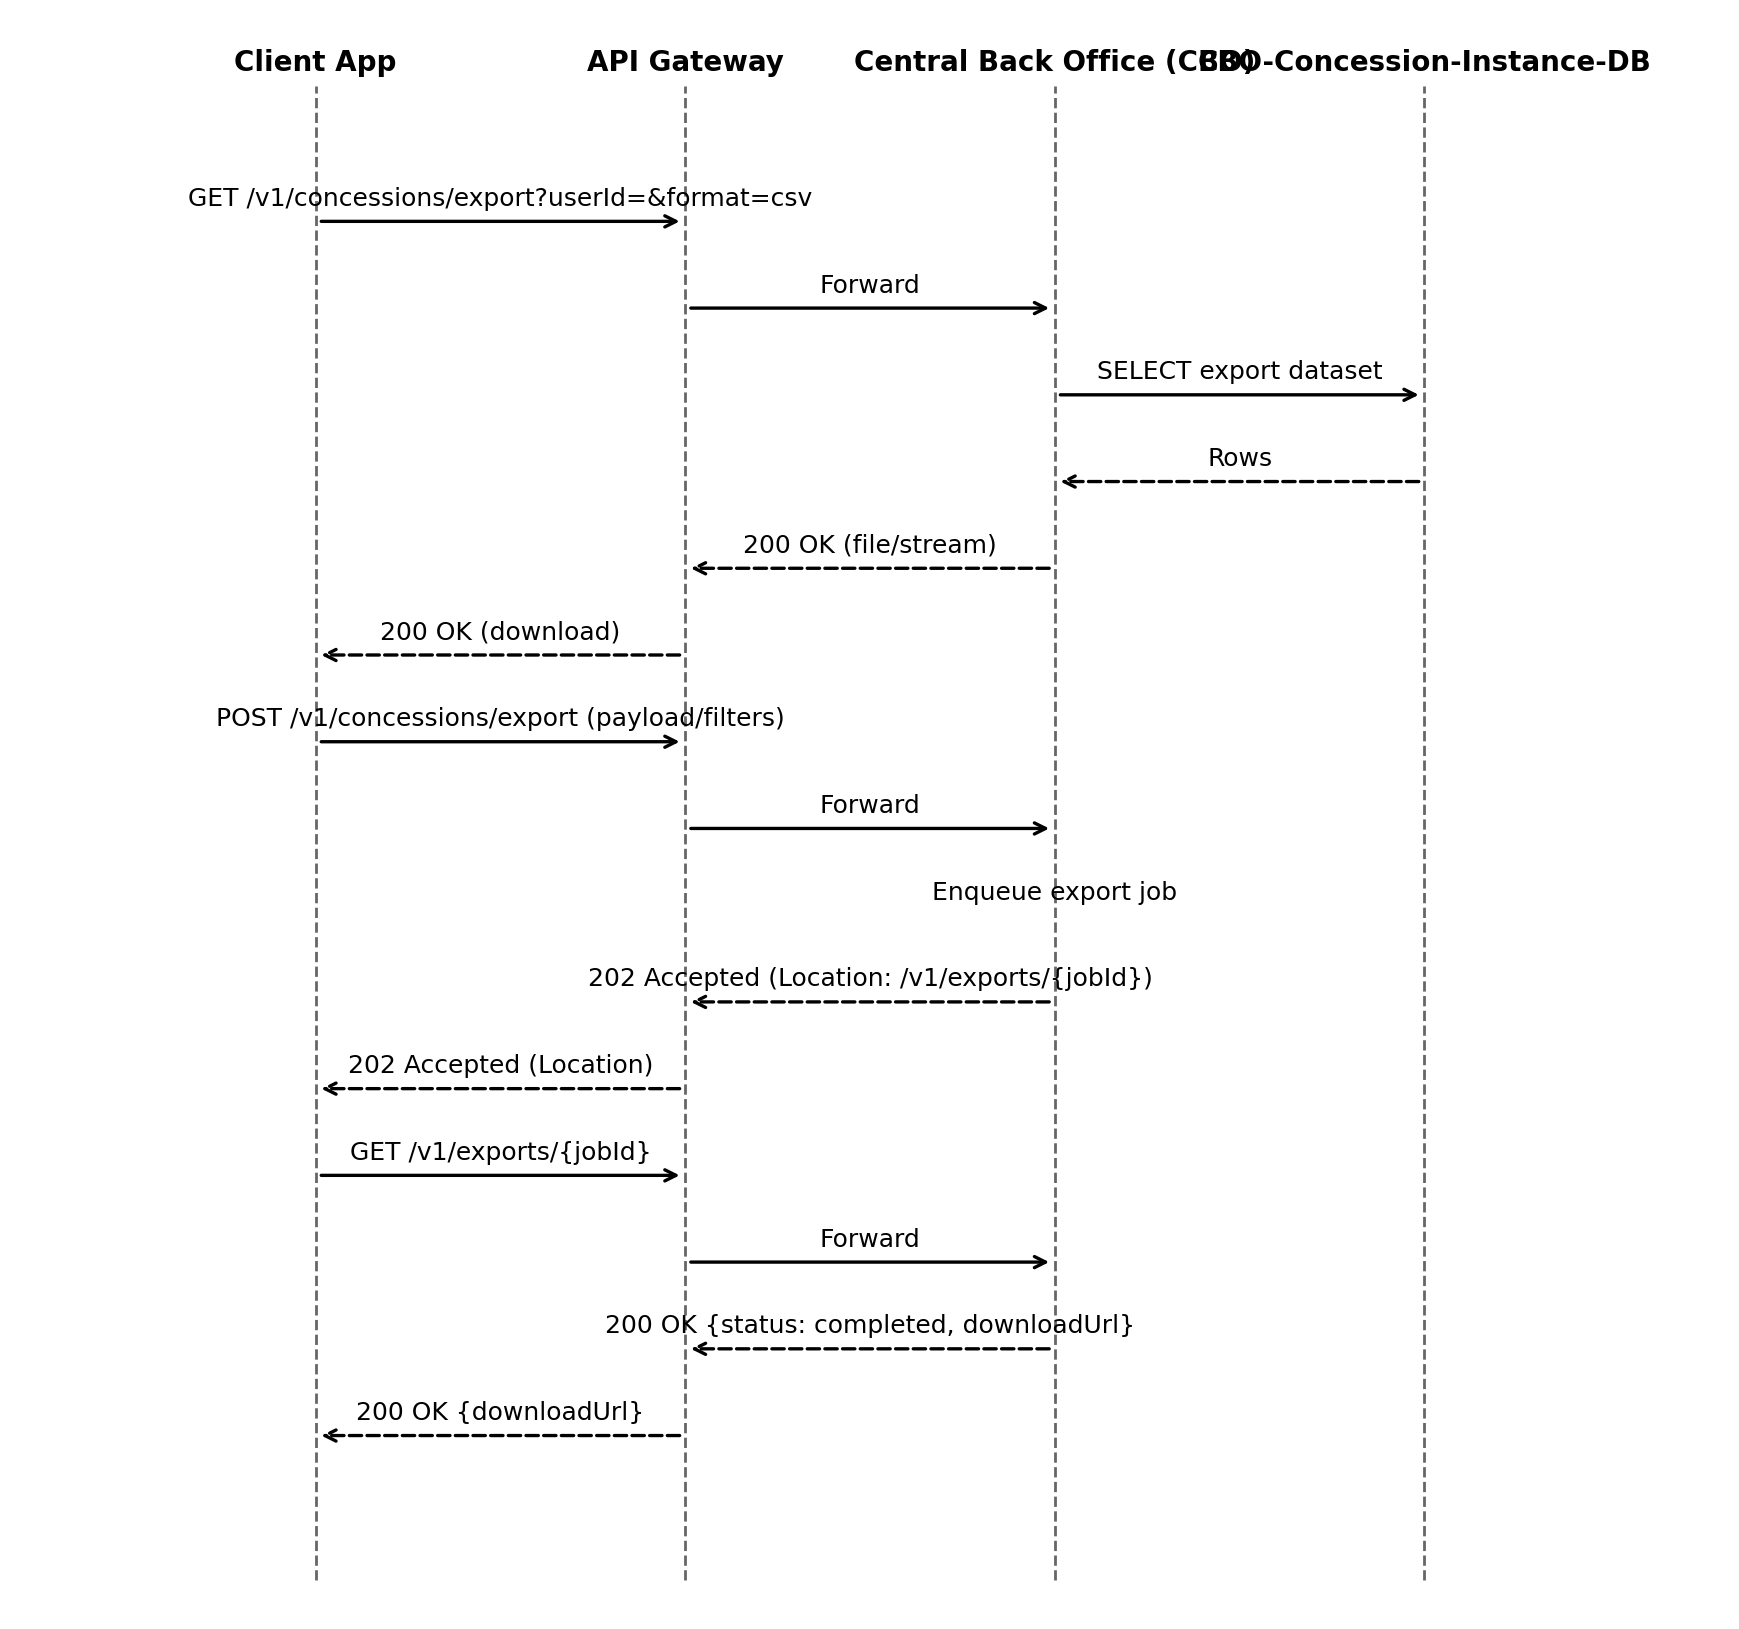 Client App
API Gateway
Central Back Office (CBO)
CBO-Concession-Instance-DB
GET /v1/concessions/export?userId=&format=csv
Forward
SELECT export dataset
Rows
200 OK (file/stream)
200 OK (download)
POST /v1/concessions/export (payload/filters)
Forward
Enqueue export job
202 Accepted (Location: /v1/exports/{jobId})
202 Accepted (Location)
GET /v1/exports/{jobId}
Forward
200 OK {status: completed, downloadUrl}
200 OK {downloadUrl}